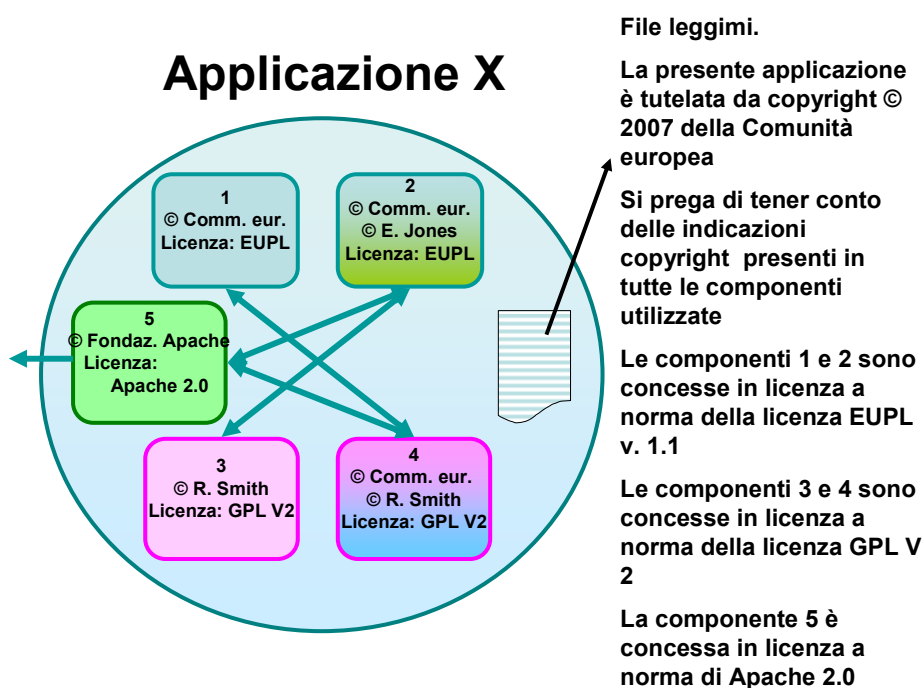 Applicazione X
1
© Comm. eur.
Licenza: EUPL
2
© Comm. eur.
© E. Jones
Licenza: EUPL
5
© Fondaz. Apache
Licenza:
Apache 2.0
3
© R. Smith
Licenza: GPL V2
4
© Comm. eur.
© R. Smith
Licenza: GPL V2
File leggimi.
La presente applicazione
è tutelata da copyright ©
2007 della Comunità
europea
Si prega di tener conto
delle indicazioni
copyright presenti in
tutte le componenti
utilizzate
Le componenti 1 e 2 sono
concesse in licenza a
norma della licenza EUPL
v. 1.1
Le componenti 3 e 4 sono
concesse in licenza a
norma della licenza GPL V
2
La componente 5 è
concessa in licenza a
norma di Apache 2.0